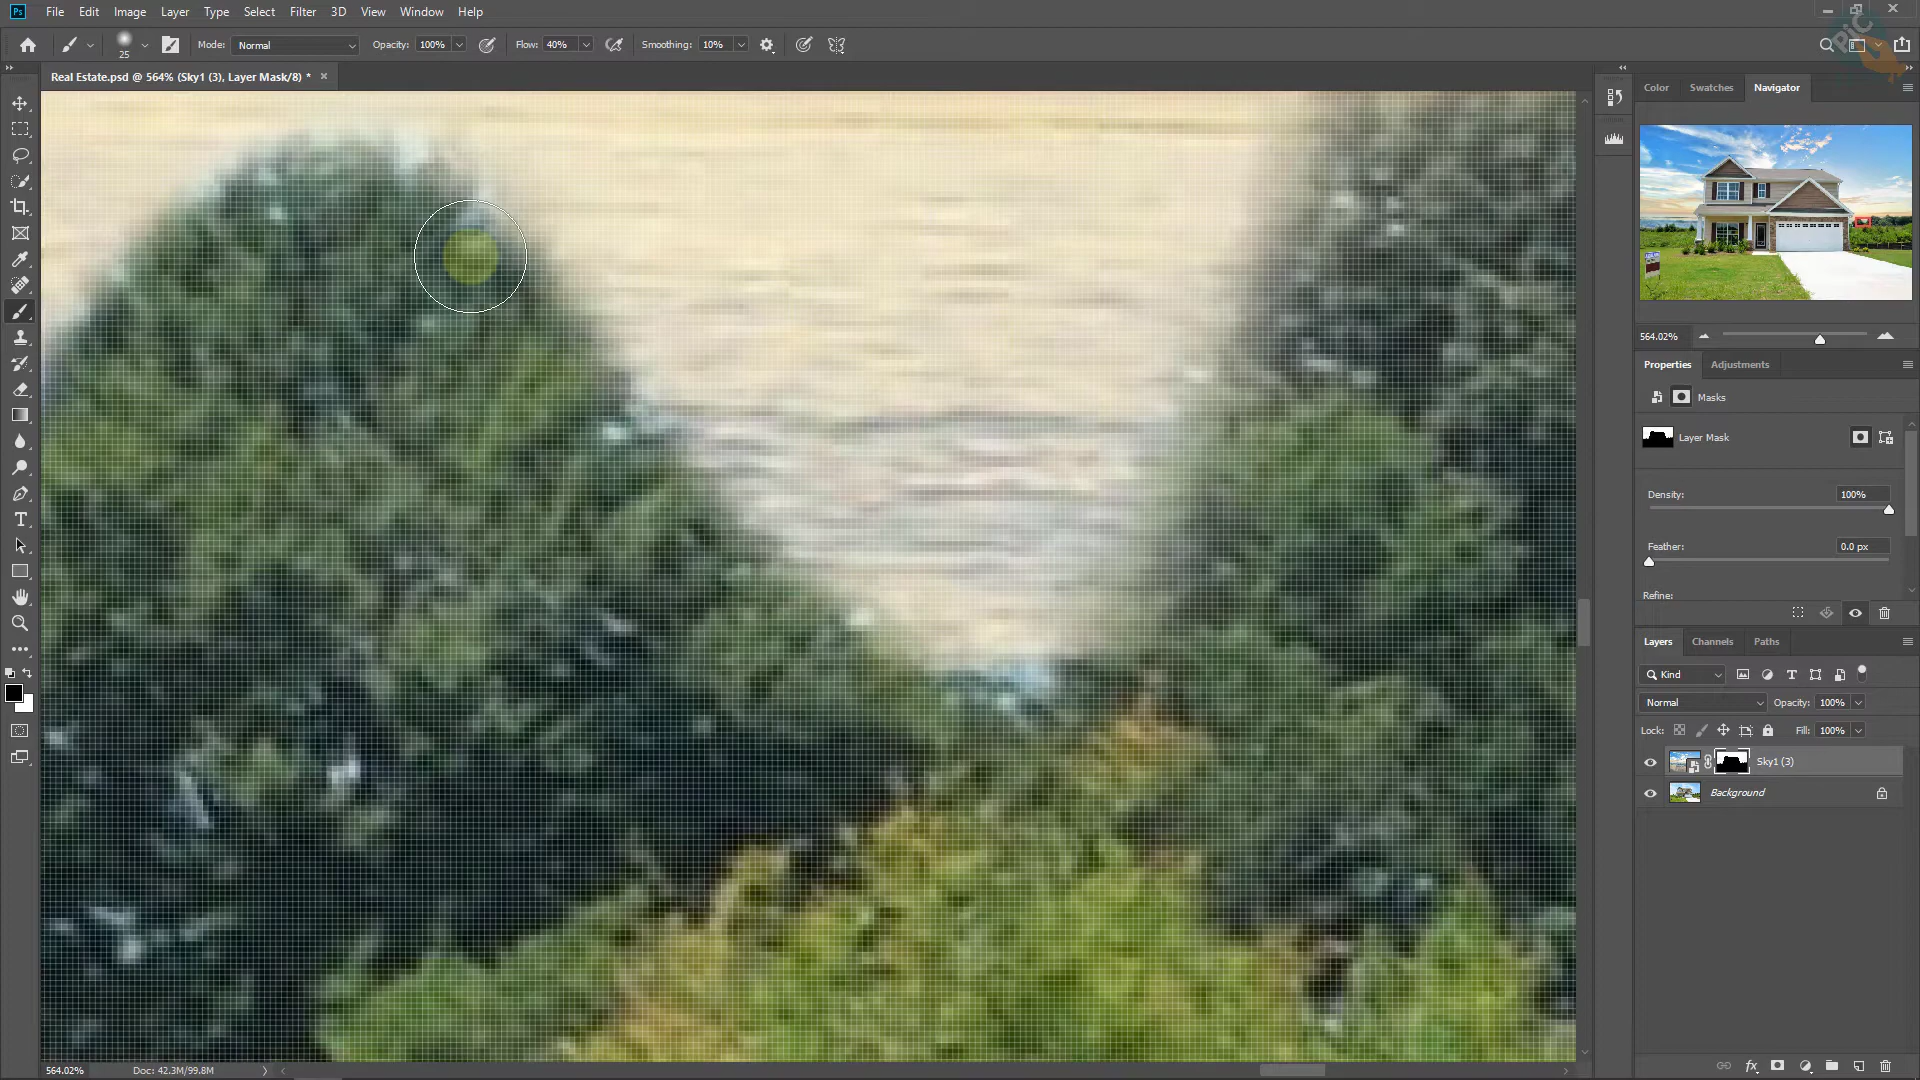 Ps File Edit Image Layer Type Select Filter 3D View Window Help
25 Mode: Normal Opacity: 100% Flow: 40% Smoothing: 10%
PiC
Real Estate.psd @ 564% (Sky1 (3), Layer Mask/8) * ×
Color Swatches Navigator
564.02%
Properties Adjustments
Masks
Layer Mask
Density: 100%
Feather: 0.0 px
Refine:
Layers Channels Paths
Kind
Normal Opacity: 100%
Lock: Fill: 100%
Sky1 (3)
Background
564.02% Doc: 42.3M/99.8M